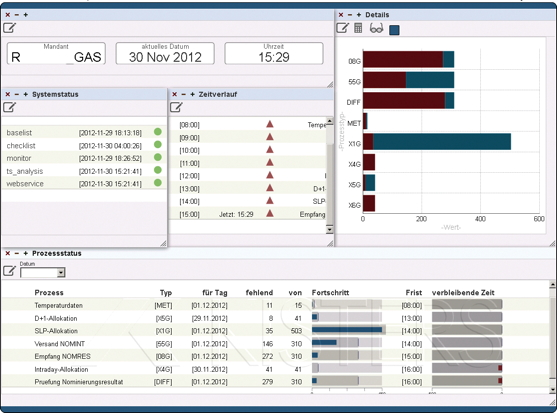 Details
Mandant
R _GAS
aktuelles Datum
30 Nov 2012
Uhrzeit
15:29
Systemstatus
baselist [2012-11-29 18:13:18]
checklist [2012-11-30 04:00:26]
monitor [2012-11-29 18:26:52]
ts_analysis [2012-11-30 15:21:41]
webservice [2012-11-30 15:21:41]
Zeitverlauf
[08:00] Tempe
[09:00]
[10:00]
[11:00]
[12:00]
[13:00] D+1-
[14:00] SLP-
[15:00] Jetzt: 15:29 Empfang
-Prozesstyp-
08G
55G
DIFF
MET
X1G
X4G
X5G
X6G
0 200 400 600
-Wert-
Prozessstatus
Datum
Prozess Typ für Tag fehlend von Fortschritt Frist verbleibende Zeit
Temperaturdaten [MET] [01.12.2012] 11 15 [08:00]
D+1-Allokation [X5G] [29.11.2012] 8 41 [13:00]
SLP-Allokation [X1G] [01.12.2012] 35 503 [14:00]
Versand NOMINT [55G] [01.12.2012] 146 310 [14:00]
Empfang NOMRES [08G] [01.12.2012] 272 310 [15:00]
Intraday-Allokation [X4G] [30.11.2012] 41 41 [16:00]
Pruefung Nominierungsresultat [DIFF] [01.12.2012] 279 310 [16:00]